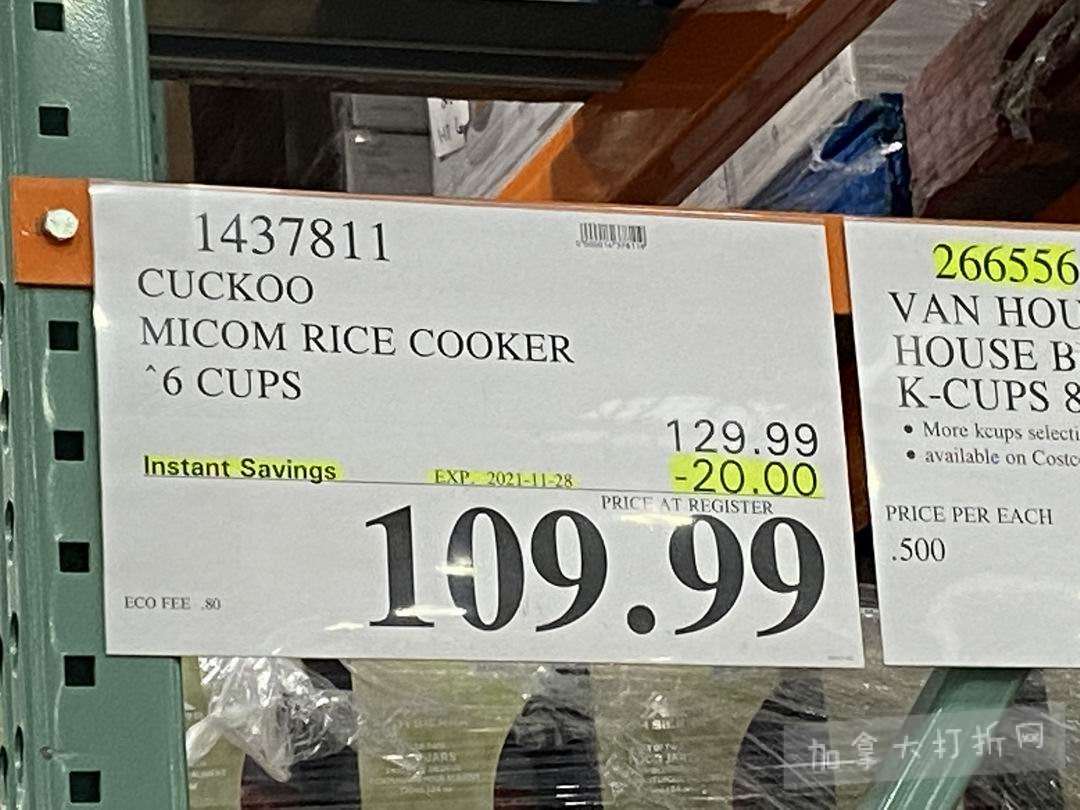 1437811
CUCKOO
MICOM RICE COOKER
^6 CUPS
129.99
Instant Savings EXP. 2021-11-28 -20.00
PRICE AT REGISTER
109.99
ECO FEE .80
266556
VAN HOU
HOUSE B
K-CUPS 8
• More kcups selecti
• available on Costc
PRICE PER EACH
.500
加拿大打折网